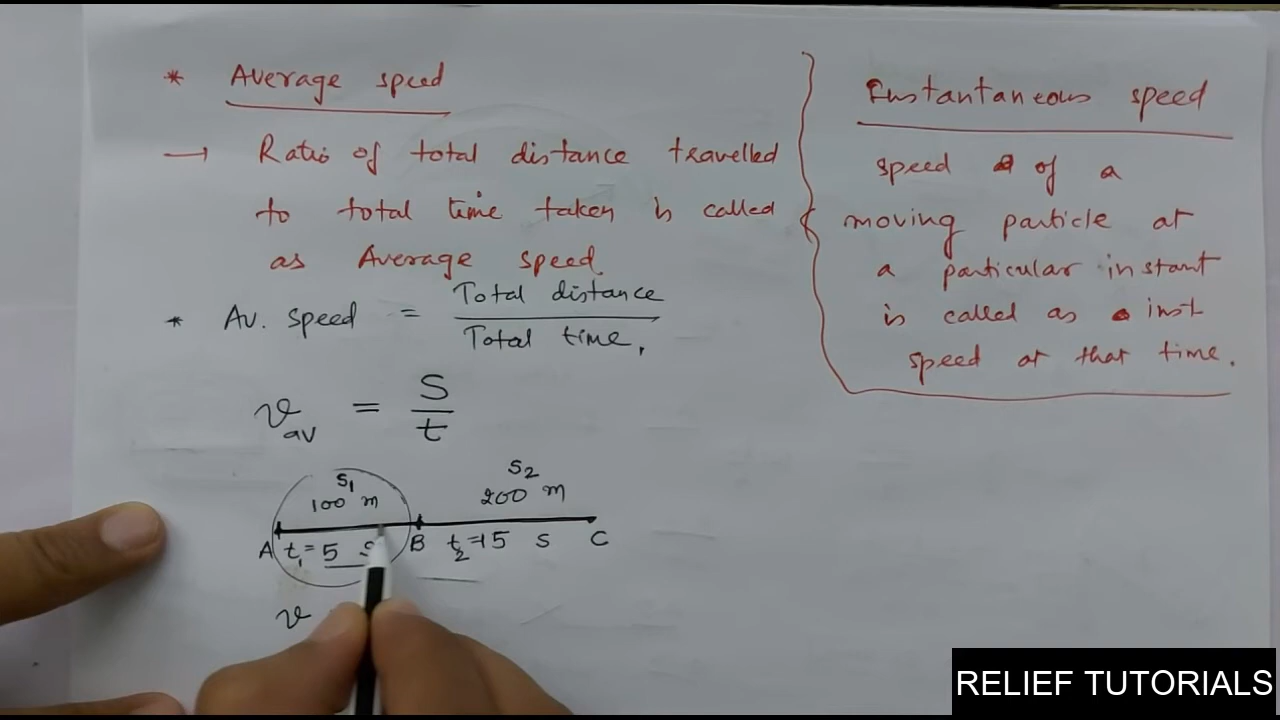 * Average speed
→ Ratio of total distance travelled
to total time taken is called
as Average speed.
* Av. speed = Total distance
Total time.
v av = S
t
S1 S2
100 m 200 m
A t1 = 5 S B t2 = 15 s C
v
Instantaneous speed
speed of a
moving particle at
a particular instant
is called as inst
speed at that time.
RELIEF TUTORIALS